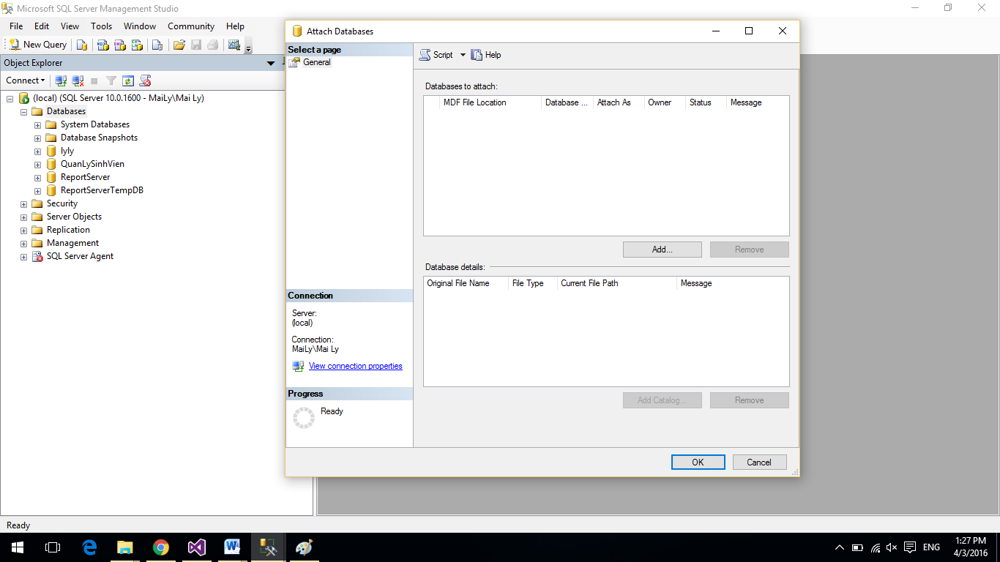 Microsoft SQL Server Management Studio
File Edit View Tools Window Community Help
New Query
Object Explorer
Connect
(local) (SQL Server 10.0.1600 - MaiLy\Mai Ly)
Databases
System Databases
Database Snapshots
lyly
QuanLySinhVien
ReportServer
ReportServerTempDB
Security
Server Objects
Replication
Management
SQL Server Agent
Attach Databases
Select a page
General
Script Help
Databases to attach:
MDF File Location Database ... Attach As Owner Status Message
Add... Remove
Database details:
Original File Name File Type Current File Path Message
Add Catalog... Remove
Connection
Server:
(local)
Connection:
MaiLy\Mai Ly
View connection properties
Progress
Ready
OK Cancel
Ready
ENG
1:27 PM
4/3/2016